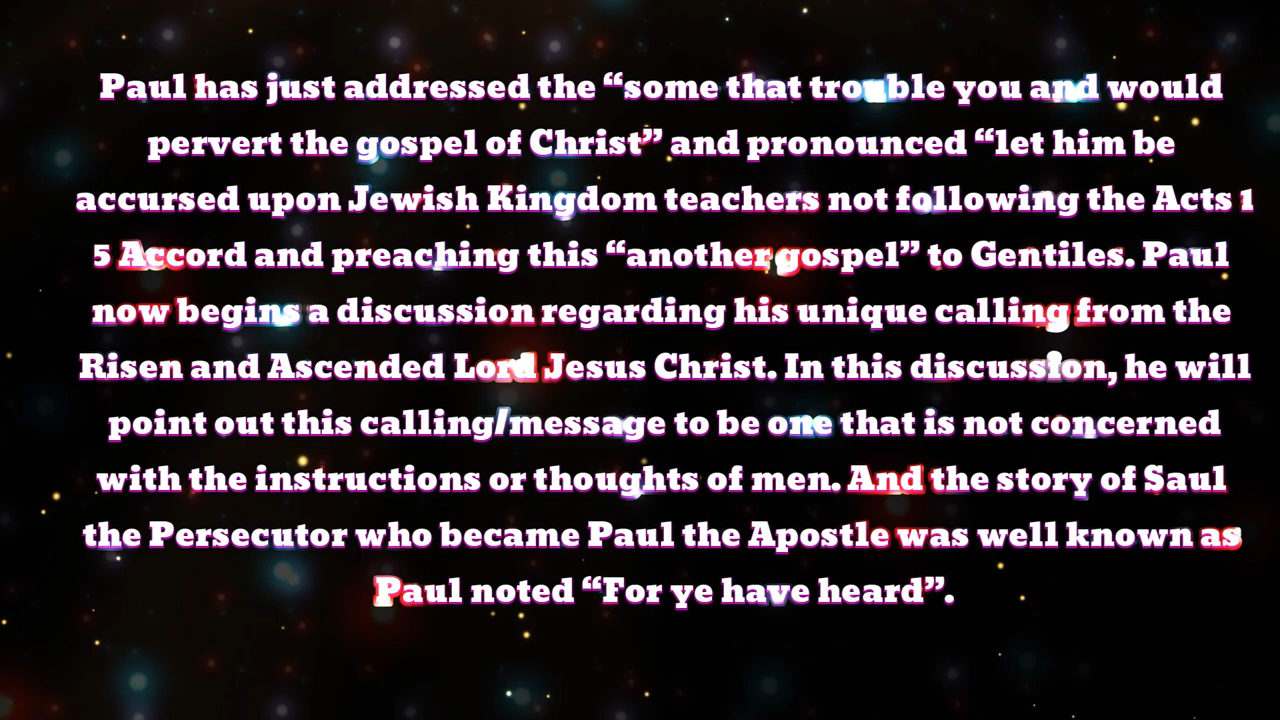 Paul has just addressed the “some that trouble you and would
pervert the gospel of Christ” and pronounced “let him be
accursed upon Jewish Kingdom teachers not following the Acts 1
5 Accord and preaching this “another gospel” to Gentiles. Paul
now begins a discussion regarding his unique calling from the
Risen and Ascended Lord Jesus Christ. In this discussion, he will
point out this calling/message to be one that is not concerned
with the instructions or thoughts of men. And the story of Saul
the Persecutor who became Paul the Apostle was well known as
Paul noted “For ye have heard”.